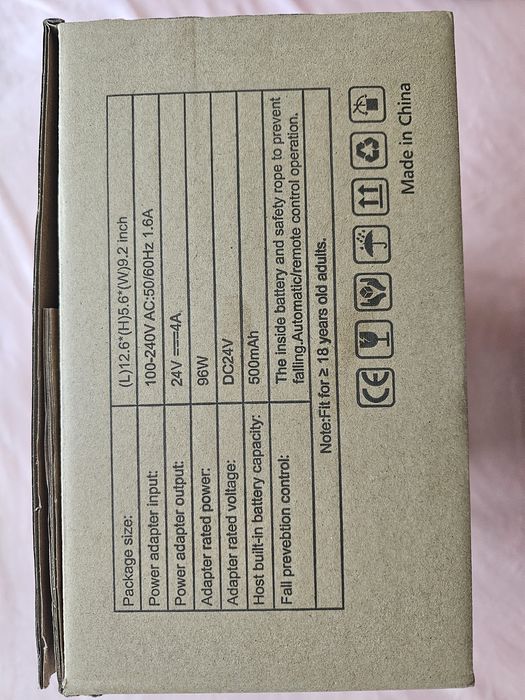 Package size: (L)12.6*(H)5.6*(W)9.2 inch
Power adapter input: 100-240V AC:50/60Hz 1.6A
Power adapter output: 24V ⎓4A
Adapter rated power: 96W
Adapter rated voltage: DC24V
Host built-in battery capacity: 500mAh
Fall prevebtion control: The inside battery and safety rope to prevent
falling.Automatic/remote control operation.
Note:Fit for ≥ 18 years old adults.
CE
Made in China